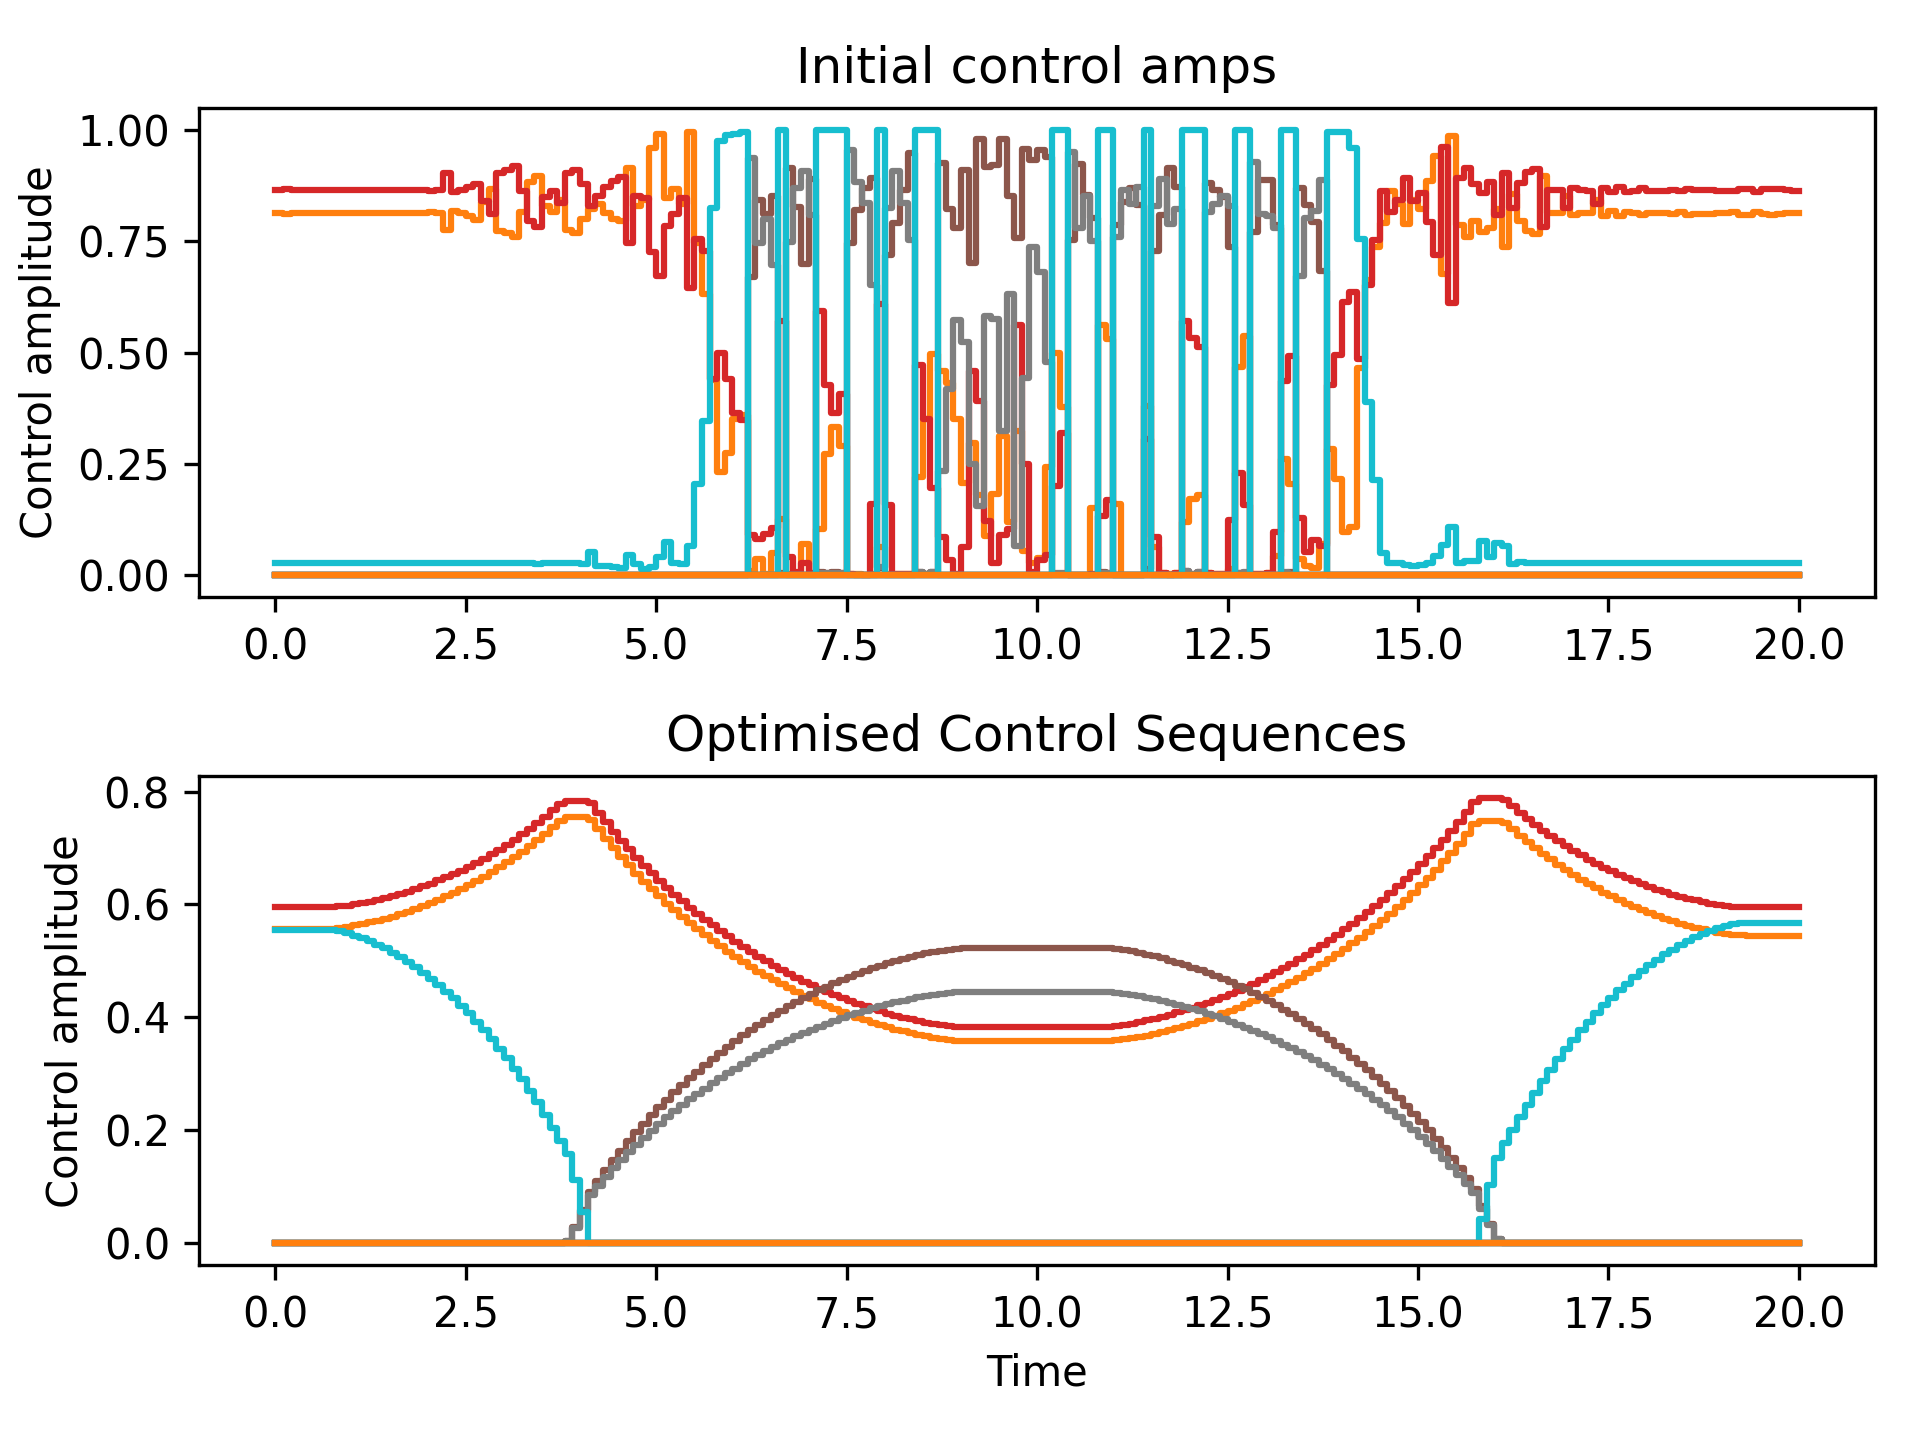 Initial control amps
Control amplitude
1.00
0.75
0.50
0.25
0.00
0.0 2.5 5.0 7.5 10.0 12.5 15.0 17.5 20.0
Optimised Control Sequences
Control amplitude
0.8
0.6
0.4
0.2
0.0
0.0 2.5 5.0 7.5 10.0 12.5 15.0 17.5 20.0
Time